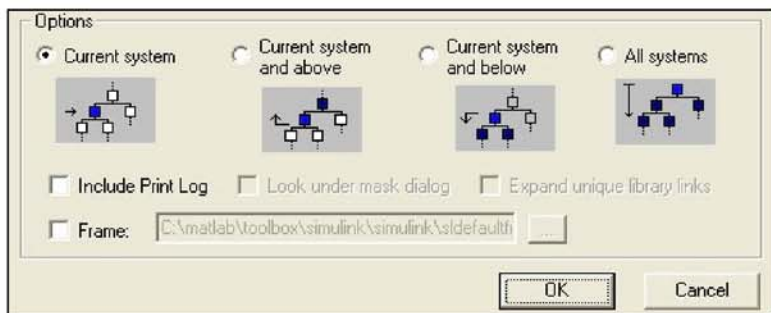 Options
Current system
Current system
and above
Current system
and below
All systems
Include Print Log
Look under mask dialog
Expand unique library links
Frame:
C:\matlab\toolbox\simulink\simulink\sldefaultfr
...
OK
Cancel